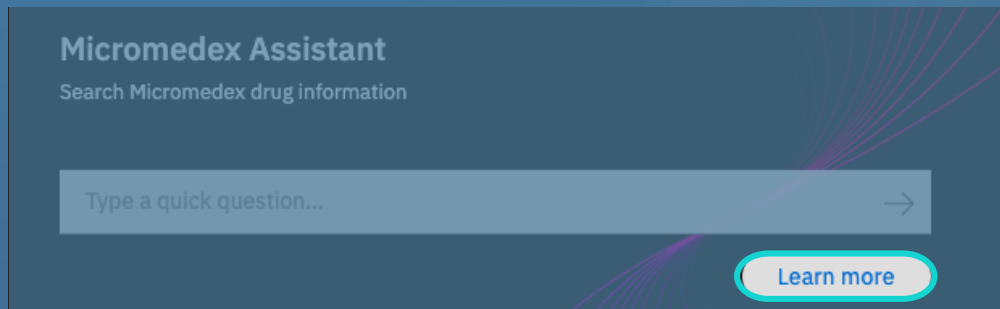 Micromedex Assistant
Search Micromedex drug information
Type a quick question...
Learn more